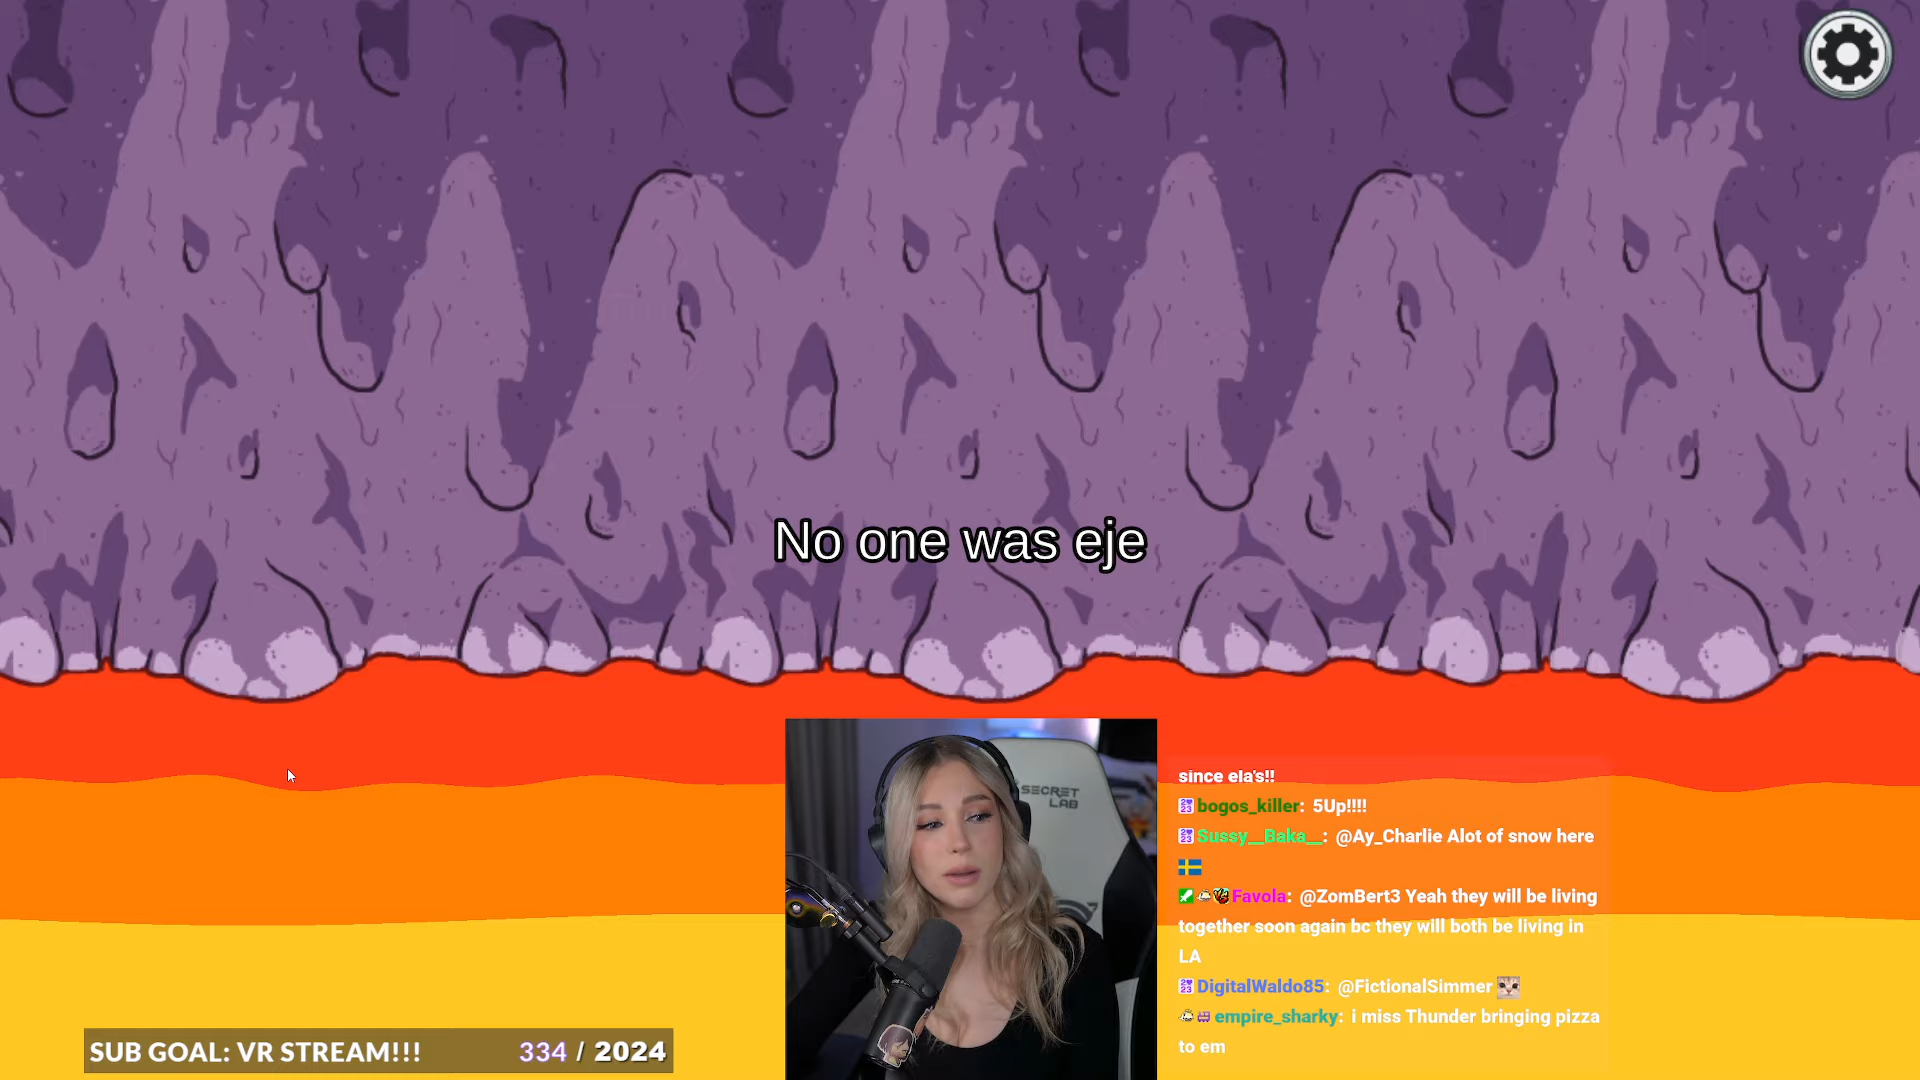 No one was eje
SECRET
LAB
since ela's!!
bogos_killer: 5Up!!!!
Sussy__Baka__: @Ay_Charlie Alot of snow here
Favola: @ZomBert3 Yeah they will be living
together soon again bc they will both be living in
LA
DigitalWaldo85: @FictionalSimmer
empire_sharky: i miss Thunder bringing pizza
to em
SUB GOAL: VR STREAM!!! 334 / 2024